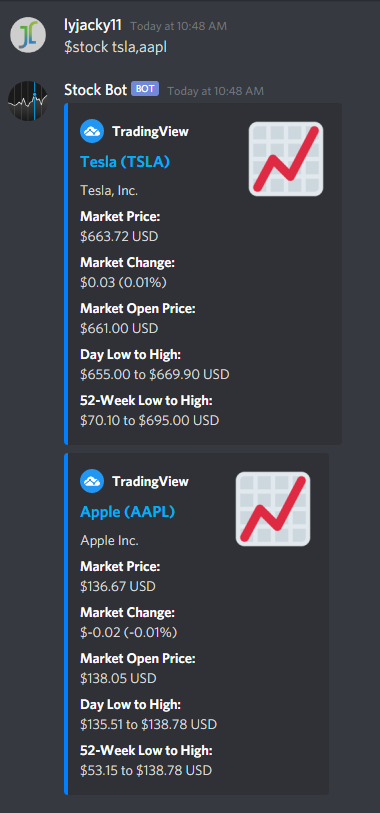 lyjacky11 Today at 10:48 AM
$stock tsla,aapl
Stock Bot BOT Today at 10:48 AM
TradingView
Tesla (TSLA)
Tesla, Inc.
Market Price:
$663.72 USD
Market Change:
$0.03 (0.01%)
Market Open Price:
$661.00 USD
Day Low to High:
$655.00 to $669.90 USD
52-Week Low to High:
$70.10 to $695.00 USD
TradingView
Apple (AAPL)
Apple Inc.
Market Price:
$136.67 USD
Market Change:
$-0.02 (-0.01%)
Market Open Price:
$138.05 USD
Day Low to High:
$135.51 to $138.78 USD
52-Week Low to High:
$53.15 to $138.78 USD